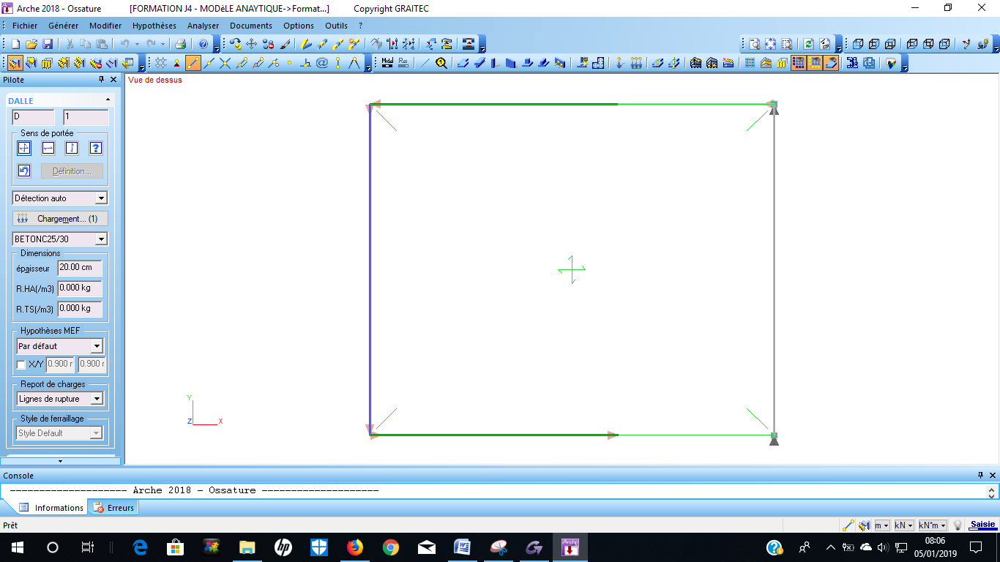 Arche 2018 - Ossature [FORMATION J4 - MODèLE ANAYTIQUE->Format...] Copyright GRAITEC
Fichier Générer Modifier Hypothèses Analyser Documents Options Outils ?
Pilote
Vue de dessus
DALLE
D 1
Sens de portée
Définition...
Détection auto
Chargement... (1)
BETONC25/30
Dimensions
épaisseur 20.00 cm
R.HA(/m3) 0.000 kg
R.TS(/m3) 0.000 kg
Hypothèses MEF
Par défaut
X/Y 0.900 r 0.900 r
Report de charges
Lignes de rupture
Style de ferraillage
Style Default
Y
Z X
Console
-------------------- Arche 2018 - Ossature --------------------
Informations Erreurs
Prêt m kN kN*m Saisie
08:06
05/01/2019